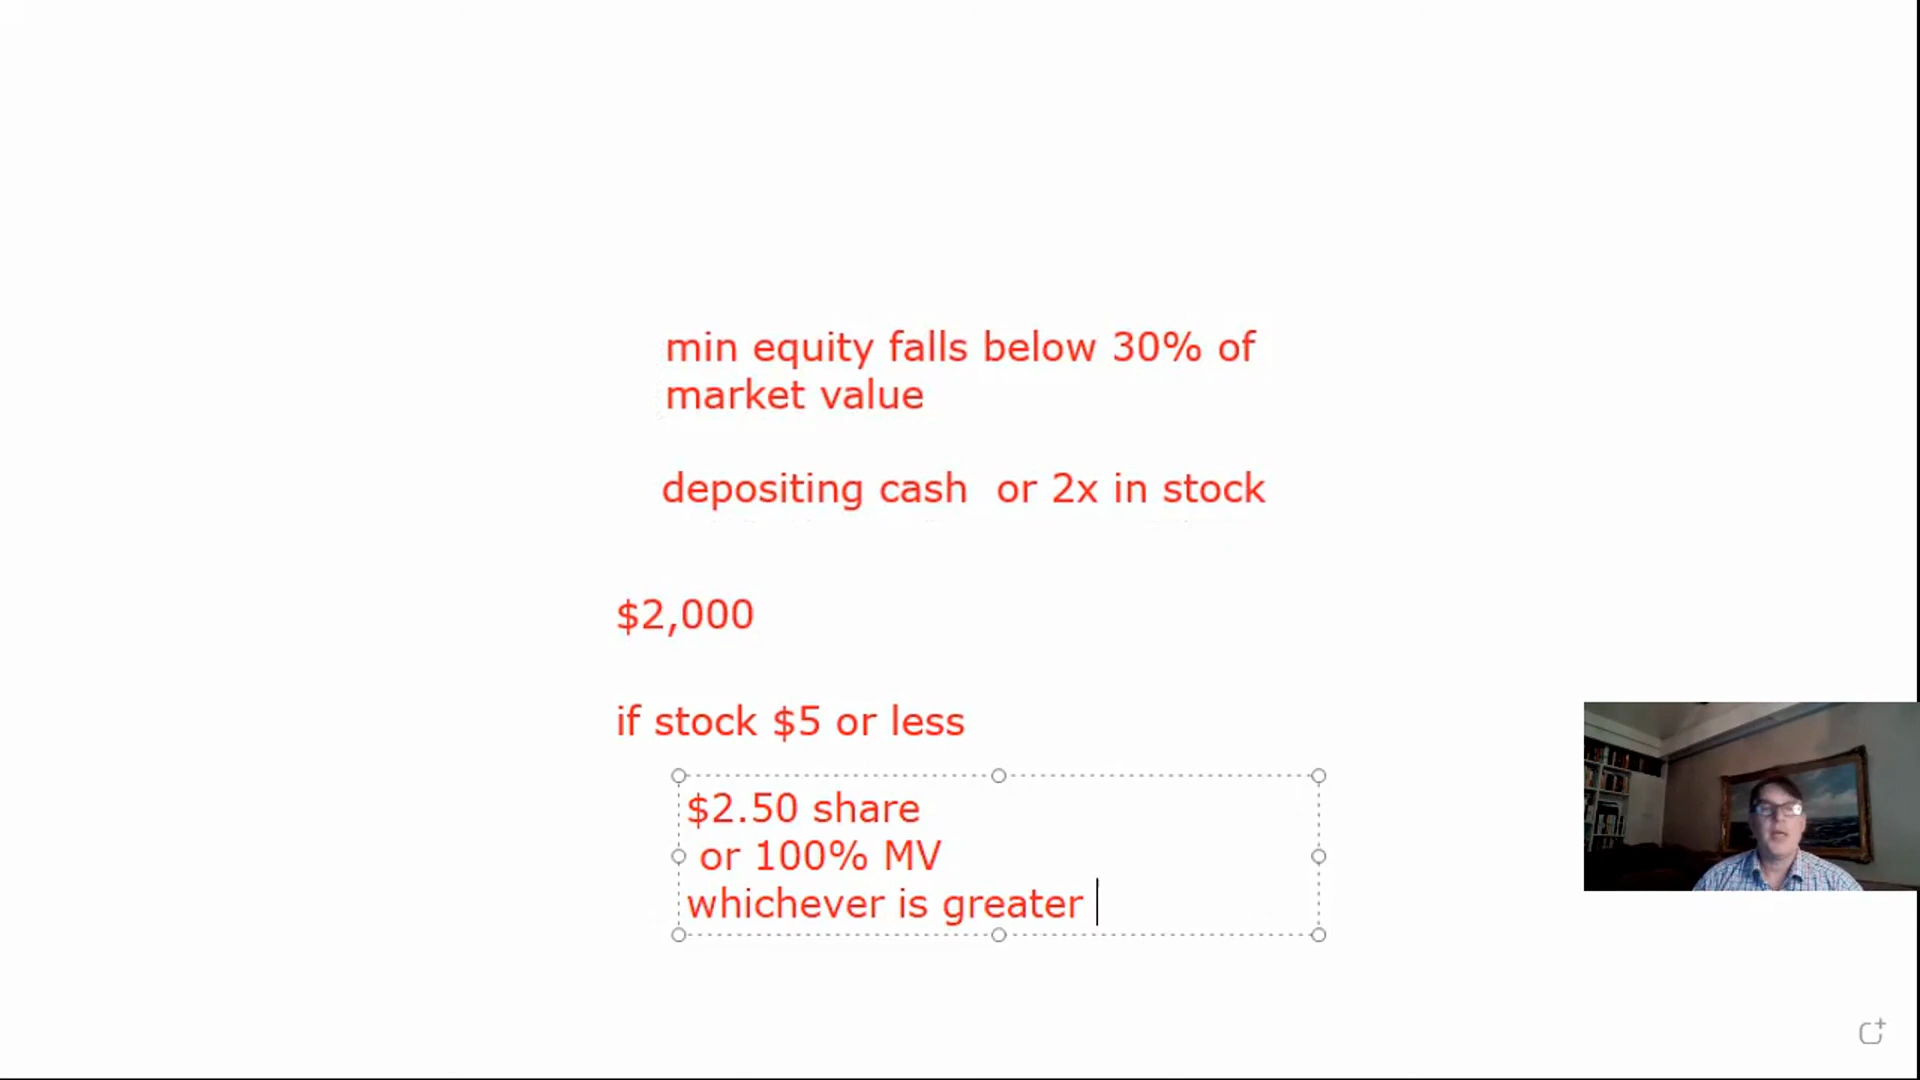 min equity falls below 30% of
market value
depositing cash or 2x in stock
$2,000
if stock $5 or less
$2.50 share
or 100% MV
whichever is greater